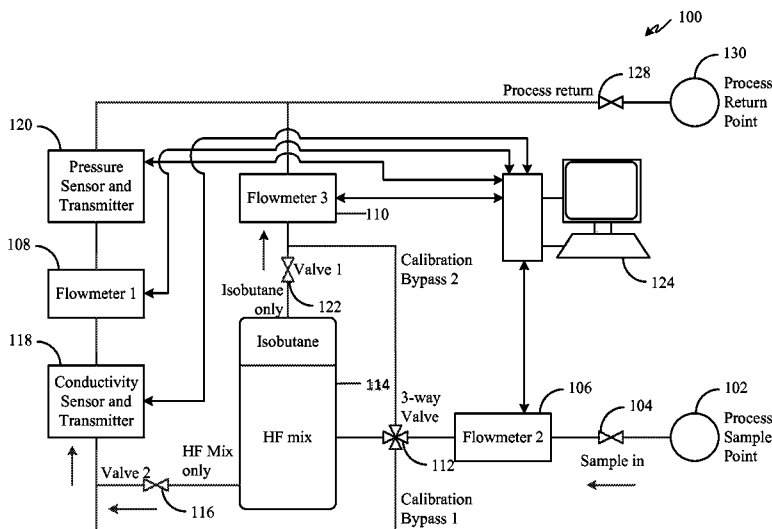 100
130
128
Process return
Process
Return
Point
120
Pressure
Sensor and
Transmitter
Flowmeter 3
110
108
Flowmeter 1
Valve 1
Isobutane
only
122
Calibration
Bypass 2
124
118
Conductivity
Sensor and
Transmitter
Isobutane
114
HF mix
3-way
Valve
106
Flowmeter 2
104
102
Process
Sample
Point
112
Sample in
HF Mix
only
Valve 2
116
Calibration
Bypass 1